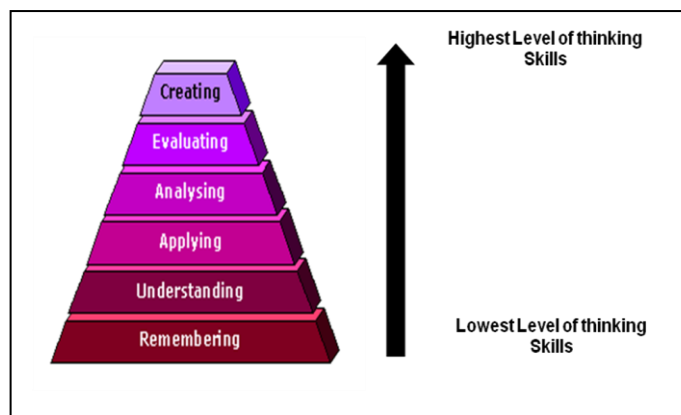 Highest Level of thinking
Skills
Creating
Evaluating
Analysing
Applying
Understanding
Remembering
Lowest Level of thinking
Skills